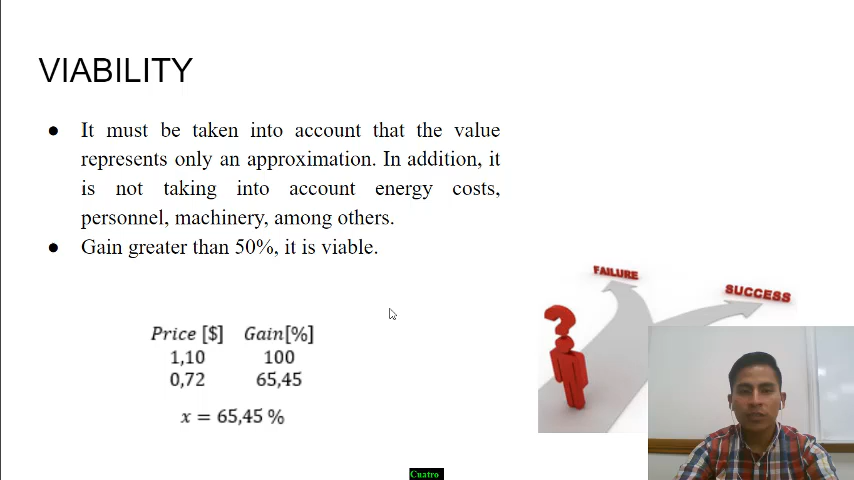 VIABILITY
● It must be taken into account that the value
represents only an approximation. In addition, it
is not taking into account energy costs,
personnel, machinery, among others.
● Gain greater than 50%, it is viable.
FAILURE
SUCCESS
Price [$] Gain[%]
1,10 100
0,72 65,45
x = 65,45 %
Cuatro